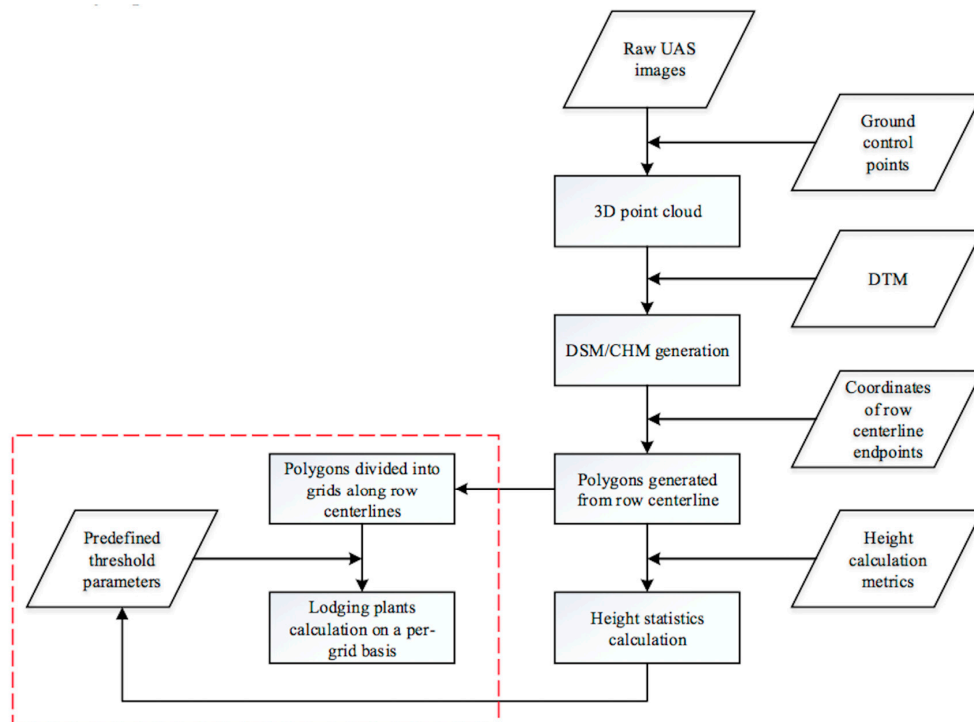 Raw UAS
images
Ground
control
points
3D point cloud
DTM
DSM/CHM generation
Coordinates
of row
centerline
endpoints
Polygons divided into
grids along row
centerlines
Polygons generated
from row centerline
Predefined
threshold
parameters
Height
calculation
metrics
Lodging plants
calculation on a per-
grid basis
Height statistics
calculation